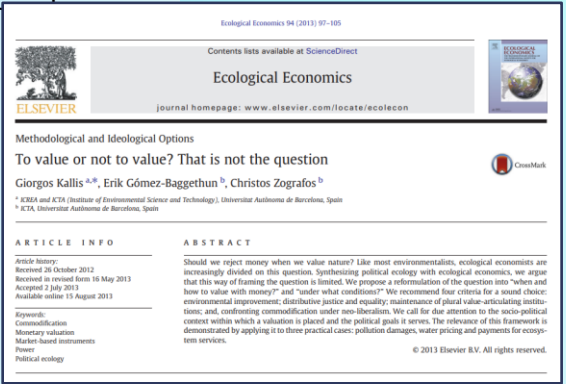 Ecological Economics 94 (2013) 97–105
Contents lists available at ScienceDirect
Ecological Economics
journal homepage: www.elsevier.com/locate/ecolecon
ELSEVIER
ECOLOGICAL
ECONOMICS
Methodological and Ideological Options
To value or not to value? That is not the question
CrossMark
Giorgos Kallis a,*, Erik Gómez-Baggethun b, Christos Zografos b
a ICREA and ICTA (Institute of Environmental Science and Technology), Universitat Autònoma de Barcelona, Spain
b ICTA, Universitat Autònoma de Barcelona, Spain
ARTICLE INFO
Article history:
Received 26 October 2012
Received in revised form 16 May 2013
Accepted 2 July 2013
Available online 15 August 2013
Keywords:
Commodification
Monetary valuation
Market-based instruments
Power
Political ecology
ABSTRACT
Should we reject money when we value nature? Like most environmentalists, ecological economists are
increasingly divided on this question. Synthesizing political ecology with ecological economics, we argue
that this way of framing the question is limited. We propose a reformulation of the question into "when and
how to value with money?" and "under what conditions?" We recommend four criteria for a sound choice:
environmental improvement; distributive justice and equality; maintenance of plural value-articulating institu-
tions; and, confronting commodification under neo-liberalism. We call for due attention to the socio-political
context within which a valuation is placed and the political goals it serves. The relevance of this framework is
demonstrated by applying it to three practical cases: pollution damages, water pricing and payments for ecosys-
tem services.
© 2013 Elsevier B.V. All rights reserved.